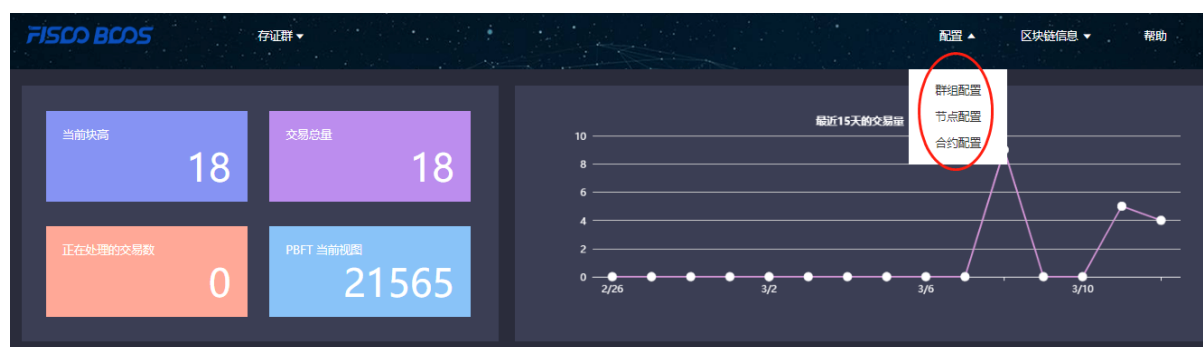 FISCO BCOS 存证群 配置 区块链信息 帮助
群组配置
节点配置
合约配置
当前块高
18
交易总量
18
正在处理的交易数
0
PBFT 当前视图
21565
最近15天的交易量
10
8
6
4
2
0
2/26 3/2 3/6 3/10